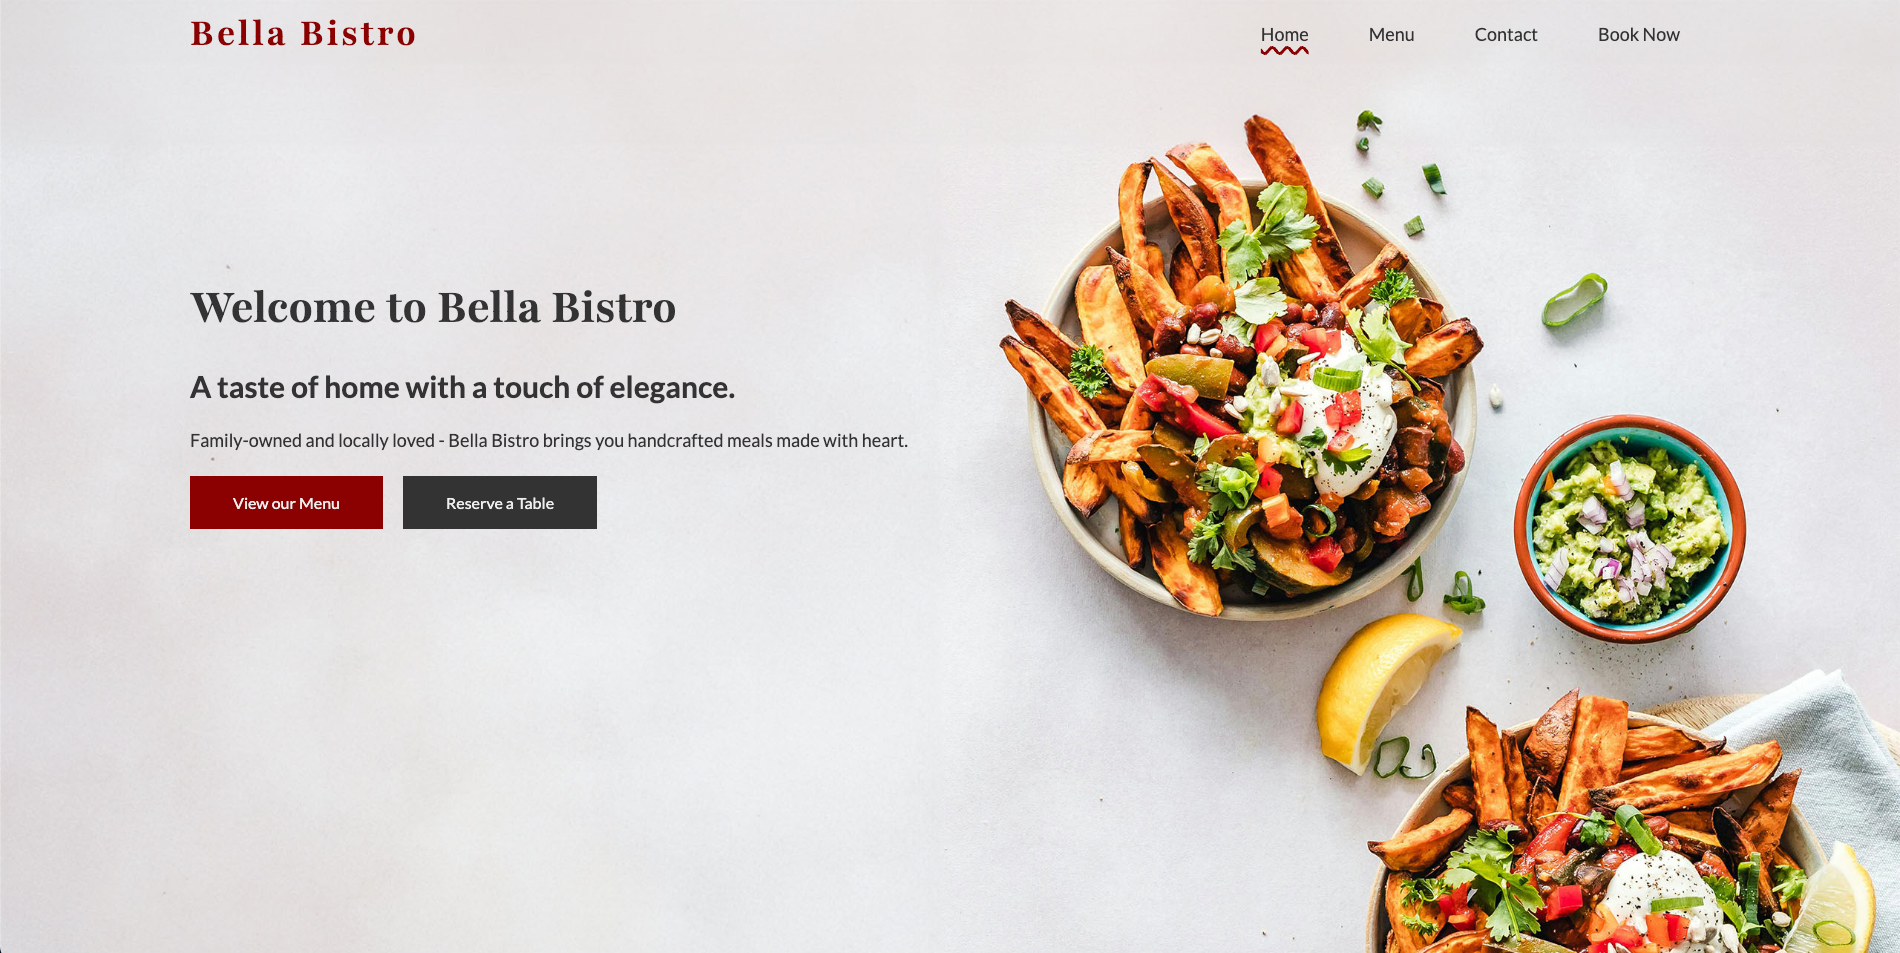 Bella Bistro
Home Menu Contact Book Now
Welcome to Bella Bistro
A taste of home with a touch of elegance.
Family-owned and locally loved - Bella Bistro brings you handcrafted meals made with heart.
View our Menu Reserve a Table